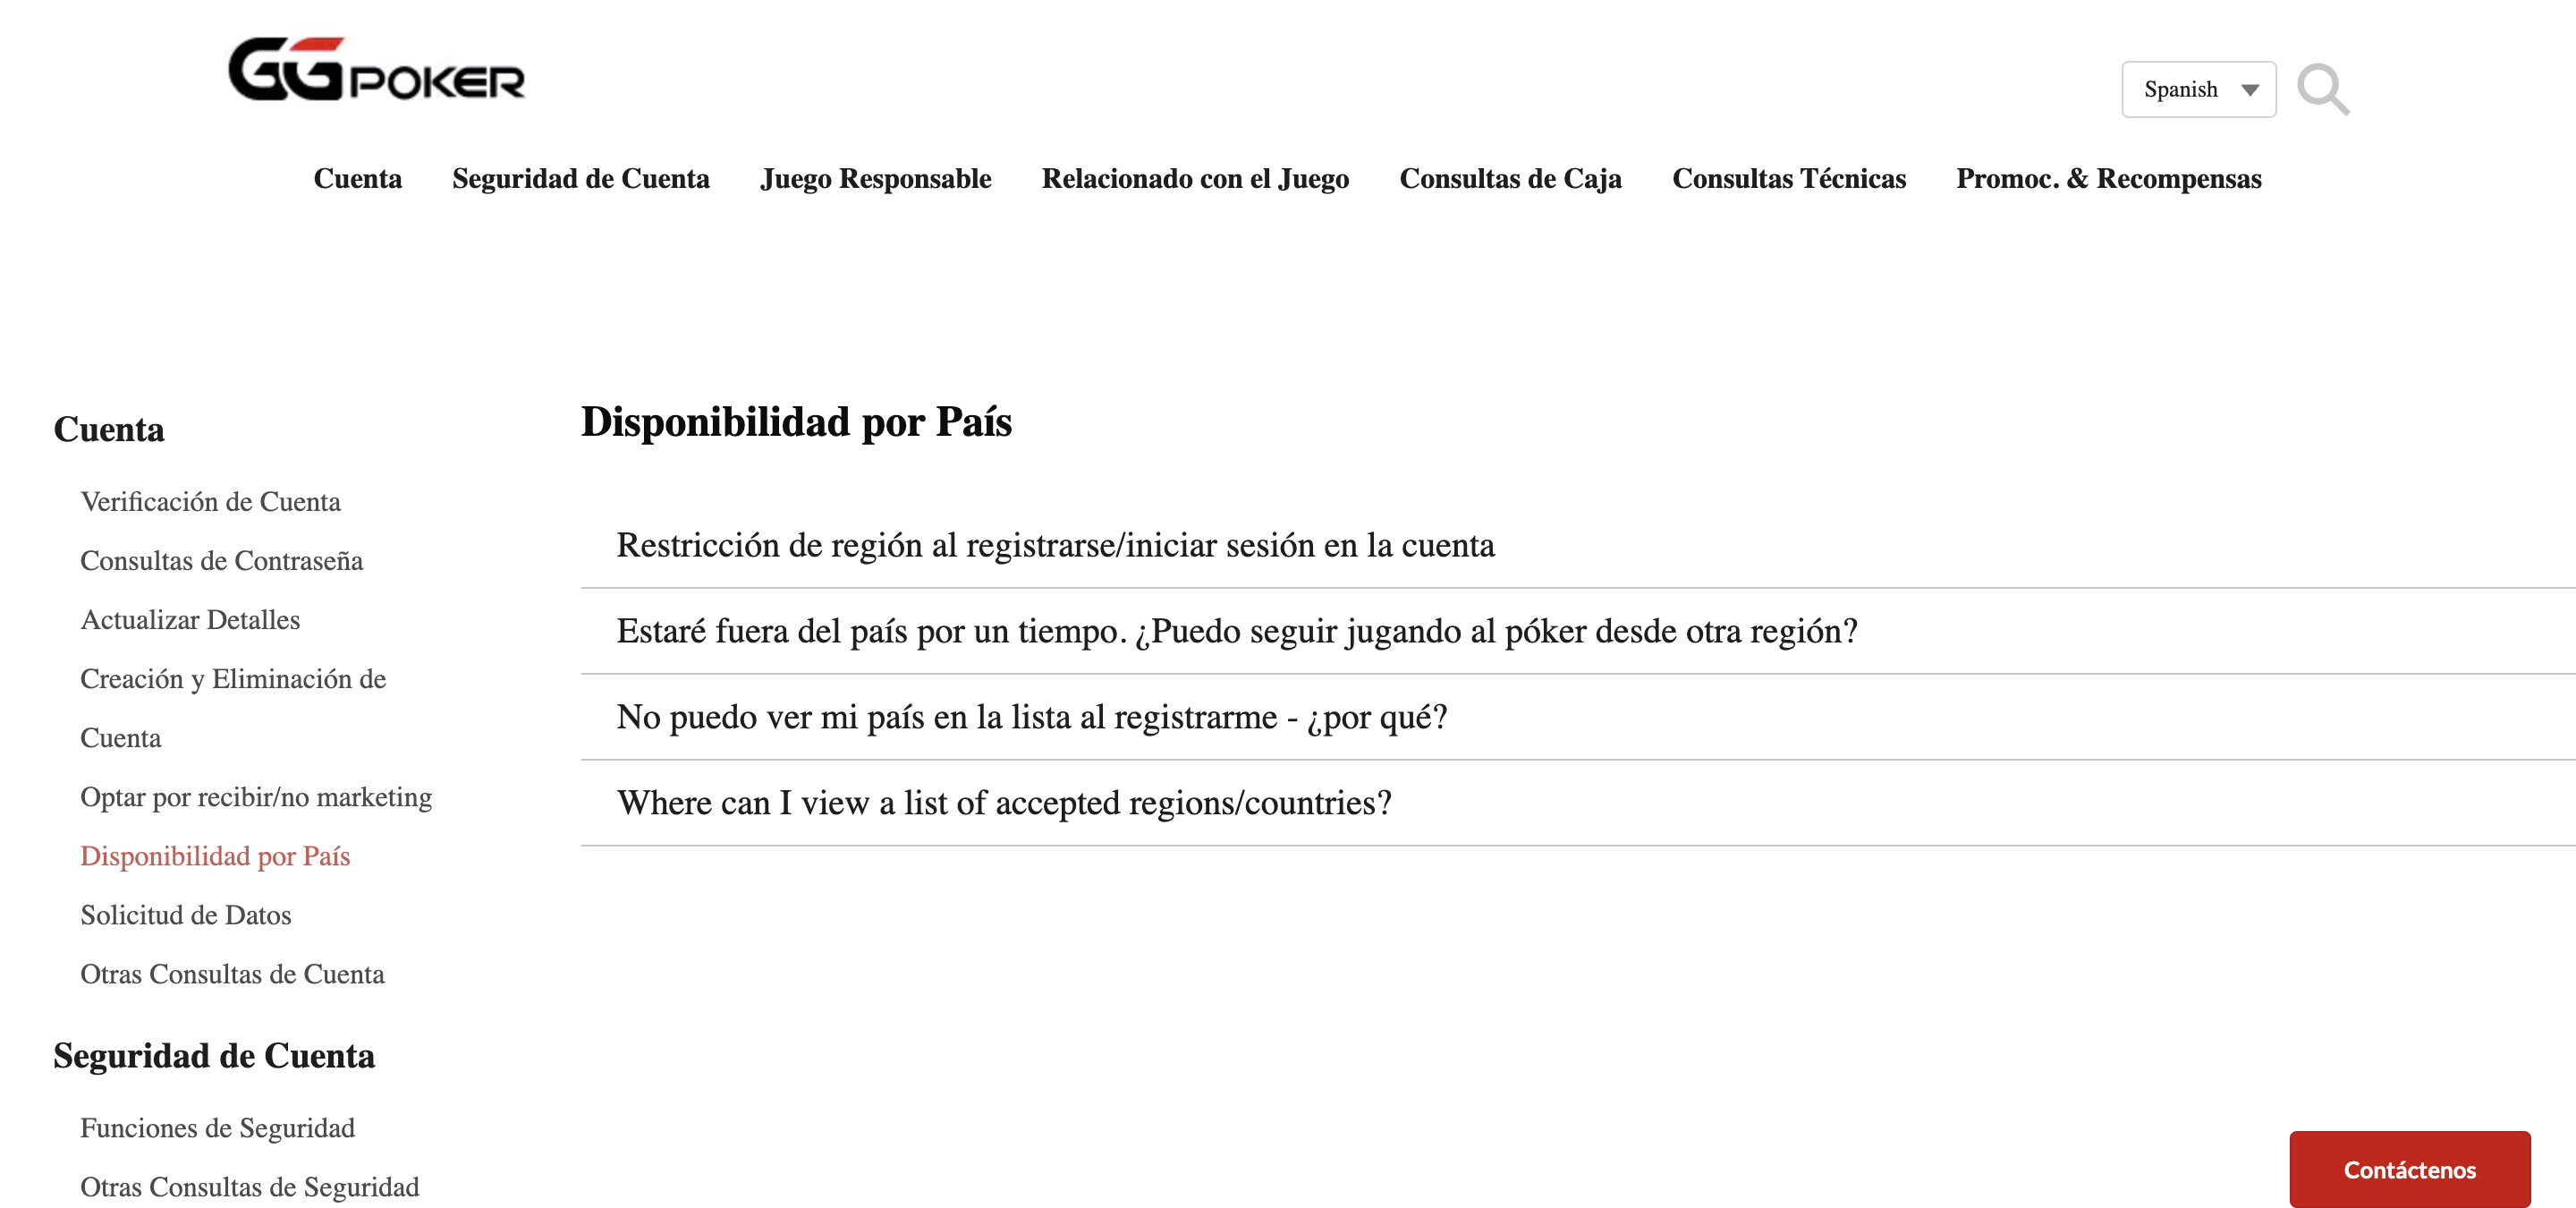 GGPOKER
Spanish
Cuenta
Seguridad de Cuenta
Juego Responsable
Relacionado con el Juego
Consultas de Caja
Consultas Técnicas
Promoc. & Recompensas
Cuenta
Verificación de Cuenta
Consultas de Contraseña
Actualizar Detalles
Creación y Eliminación de
Cuenta
Optar por recibir/no marketing
Disponibilidad por País
Solicitud de Datos
Otras Consultas de Cuenta
Seguridad de Cuenta
Funciones de Seguridad
Otras Consultas de Seguridad
Disponibilidad por País
Restricción de región al registrarse/iniciar sesión en la cuenta
Estaré fuera del país por un tiempo. ¿Puedo seguir jugando al póker desde otra región?
No puedo ver mi país en la lista al registrarme - ¿por qué?
Where can I view a list of accepted regions/countries?
Contáctenos